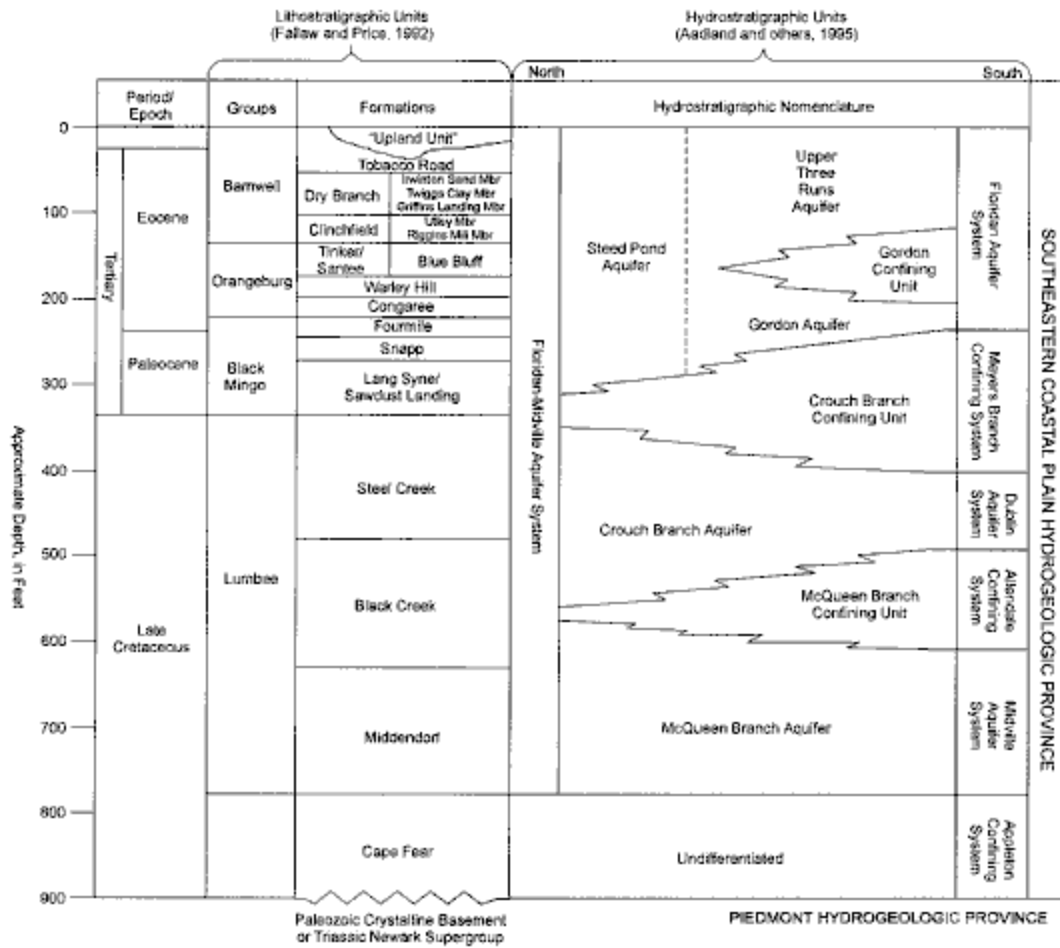 Lithostratigraphic Units
(Fallaw and Price, 1992)
Hydrostratigraphic Units
(Aadland and others, 1995)
North
South
Period/
Epoch
Groups
Formations
Hydrostratigraphic Nomenclature
0
100
200
300
400
500
600
700
800
900
Approximate Depth, in Feet
Tertiary
Eocene
Paleocene
Late
Cretaceous
Barnwell
Orangeburg
Black
Mingo
Lumbee
"Upland Unit"
Tobacco Road
Dry Branch
Irwinton Sand Mbr
Twiggs Clay Mbr
Griffins Landing Mbr
Clinchfield
Utley Mbr
Riggins Mill Mbr
Tinker/
Santee
Blue Bluff
Warley Hill
Congaree
Fourmile
Snapp
Lang Syne/
Sawdust Landing
Steel Creek
Black Creek
Middendorf
Cape Fear
Paleozoic Crystalline Basement
or Triassic Newark Supergroup
Floridan-Midville Aquifer System
Steed Pond
Aquifer
Upper
Three
Runs
Aquifer
Gordon
Confining
Unit
Gordon Aquifer
Crouch Branch
Confining Unit
Crouch Branch Aquifer
McQueen Branch
Confining Unit
McQueen Branch Aquifer
Undifferentiated
Floridan Aquifer
System
Meyers Branch
Confining System
Dublin
Aquifer
System
Allendale
Confining
System
Midville
Aquifer
System
Appleton
Confining
System
SOUTHEASTERN COASTAL PLAIN HYDROGEOLOGIC PROVINCE
PIEDMONT HYDROGEOLOGIC PROVINCE